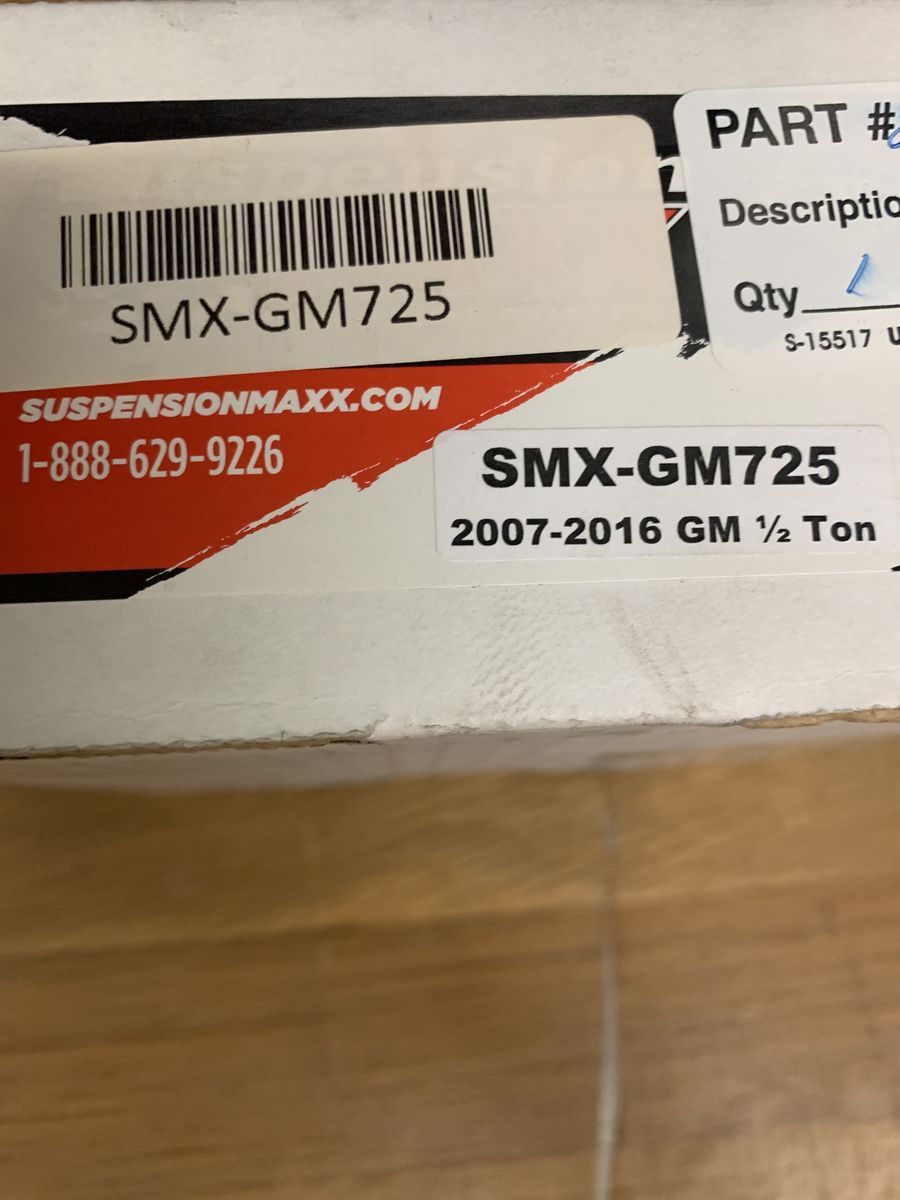 SMX-GM725
SUSPENSIONMAXX.COM
1-888-629-9226
PART #
Descriptio
Qty 1
S-15517 U
SMX-GM725
2007-2016 GM ½ Ton